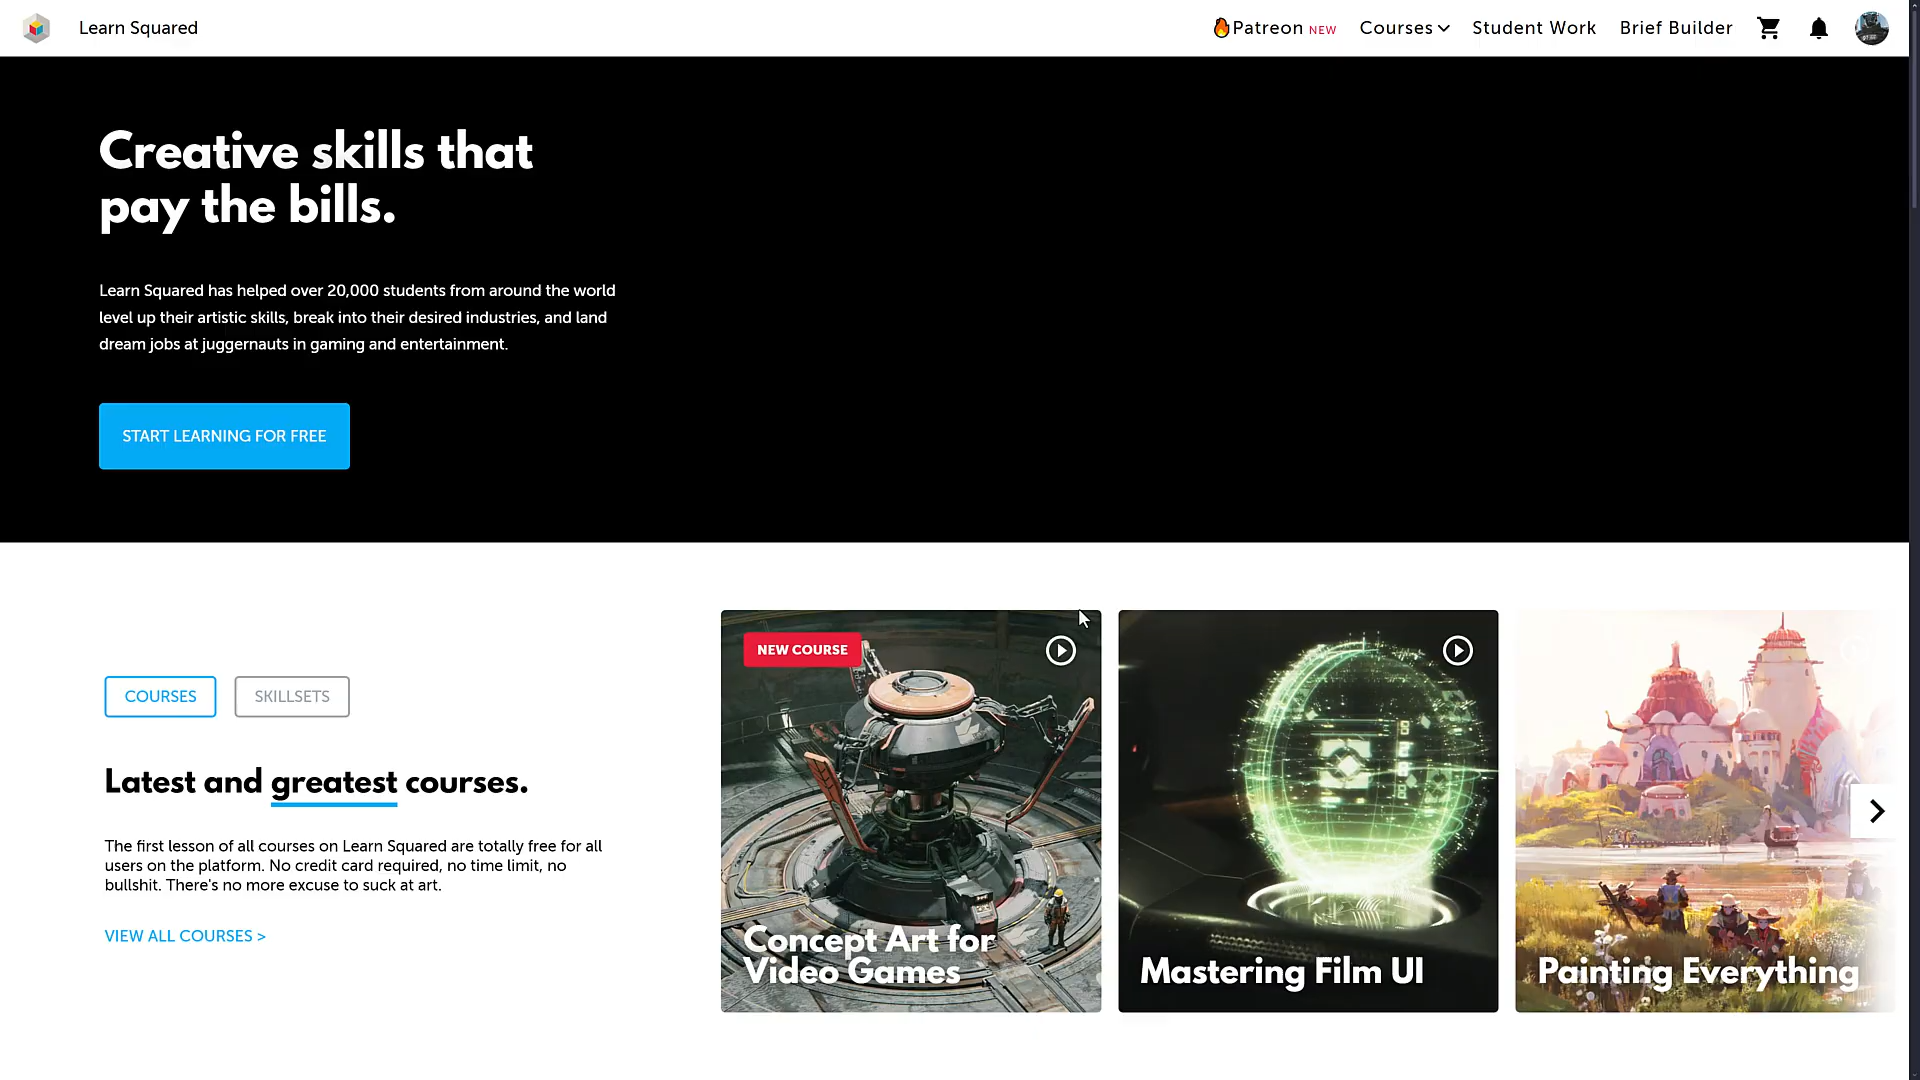 Learn Squared
Patreon NEW
Courses
Student Work
Brief Builder
Creative skills that
pay the bills.
Learn Squared has helped over 20,000 students from around the world
level up their artistic skills, break into their desired industries, and land
dream jobs at juggernauts in gaming and entertainment.
START LEARNING FOR FREE
COURSES
SKILLSETS
Latest and greatest courses.
The first lesson of all courses on Learn Squared are totally free for all
users on the platform. No credit card required, no time limit, no
bullshit. There's no more excuse to suck at art.
VIEW ALL COURSES >
NEW COURSE
Concept Art for
Video Games
Mastering Film UI
Painting Everything